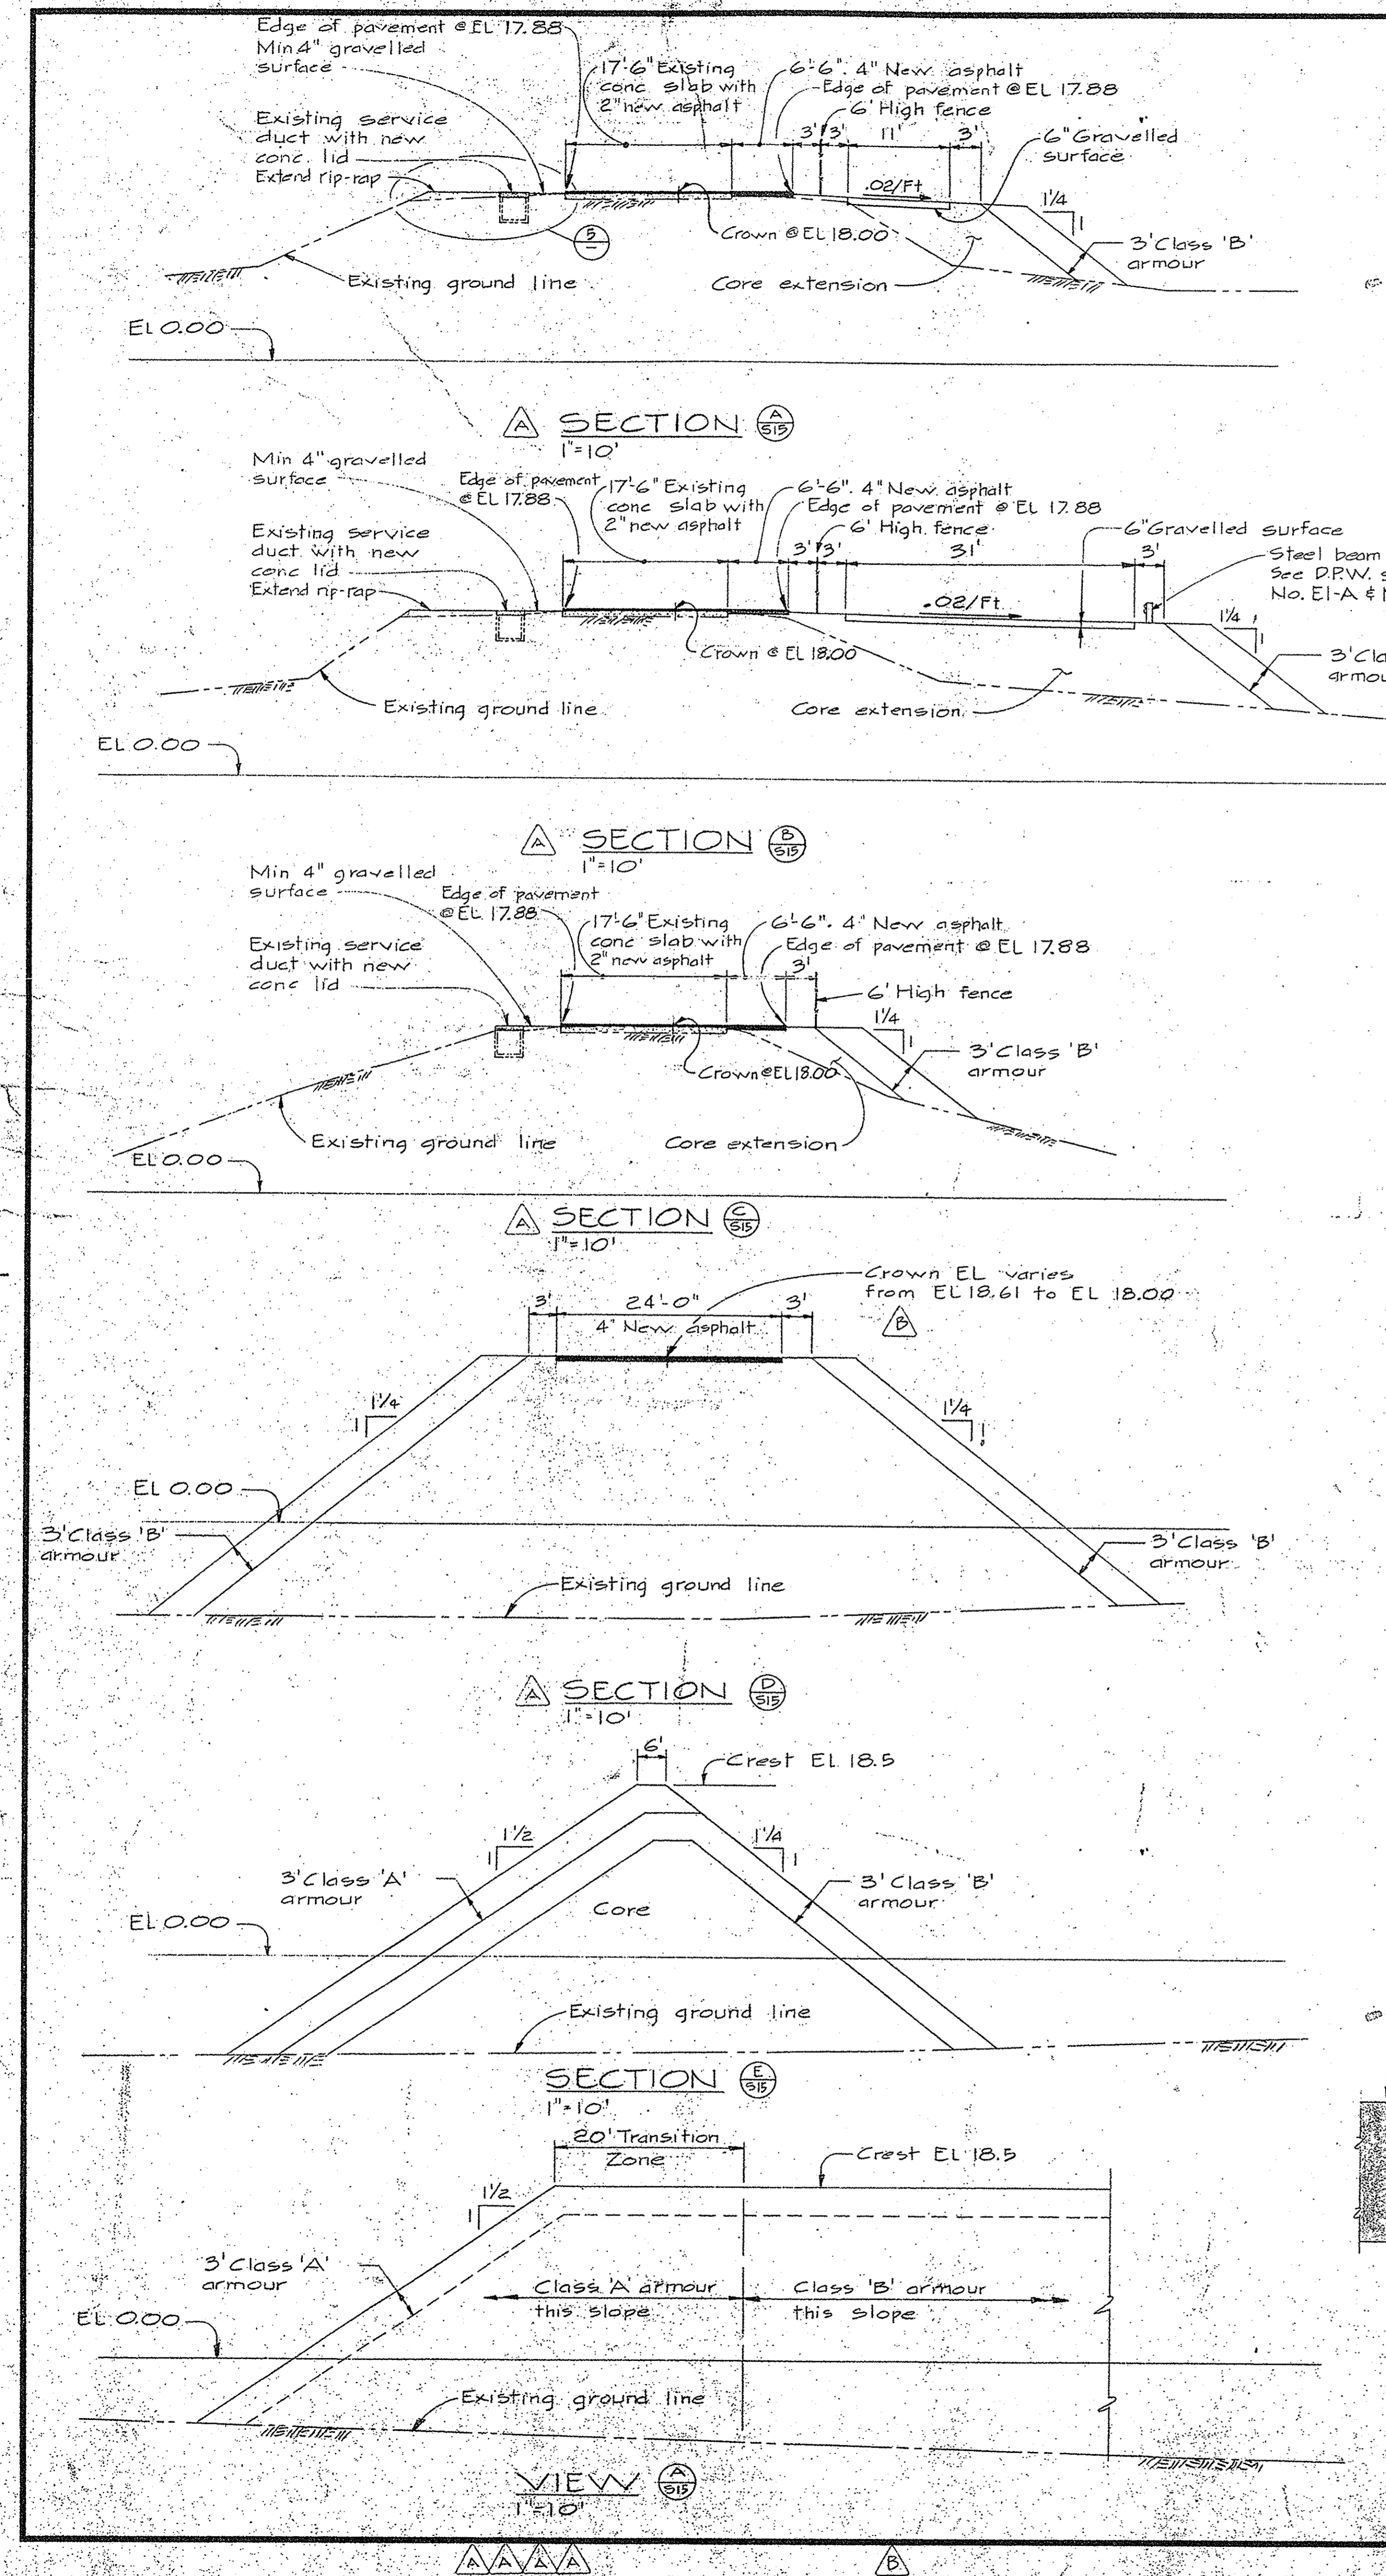 Edge of pavement @ EL 17.88
Min 4" gravelled
surface
17'-6" Existing
conc. slab with
2" new asphalt
6'-6". 4" New asphalt
Edge of pavement @ EL 17.88
6' High fence
3' 3' 11' 3'
6" Gravelled
surface
Existing service
duct with new
conc. lid
Extend rip-rap
.02/Ft
1 1/4
1
5
Crown @ EL 18.00
3' Class 'B'
armour
Existing ground line
Core extension
EL 0.00
A SECTION A
S15
1"=10'
Min 4" gravelled
surface
Edge of pavement
@ EL 17.88
17'-6" Existing
conc slab with
2" new asphalt
6'-6". 4" New asphalt
Edge of pavement @ EL 17.88
6' High fence
3' 3' 31' 3'
6" Gravelled surface
Steel beam
See D.P.W.
No. E1-A &
Existing service
duct with new
conc lid
Extend rip-rap
.02/Ft.
1 1/4
1
Crown @ EL 18.00
3'
Existing ground line
Core extension
EL 0.00
A SECTION B
S15
1"=10'
Min 4" gravelled
surface
Edge of pavement
@ EL 17.88
17'-6" Existing
conc slab with
2" new asphalt
6'-6". 4" New asphalt
Edge of pavement @ EL 17.88
3'
6' High fence
Existing service
duct with new
conc lid
1 1/4
1
3' Class 'B'
armour
Crown @ EL 18.00
Existing ground line
Core extension
EL 0.00
A SECTION C
S15
1"=10'
Crown EL varies
from EL 18.61 to EL 18.00
B
3' 24'-0" 3'
4" New asphalt
1 1/4
1
1 1/4
1
EL 0.00
3' Class 'B'
armour
3' Class 'B'
armour
Existing ground line
A SECTION D
S15
1"=10'
6'
Crest EL 18.5
1 1/2
1
1 1/4
1
3' Class 'A'
armour
3' Class 'B'
armour
Core
EL 0.00
Existing ground line
SECTION E
S15
1"=10'
20' Transition
Zone
Crest EL 18.5
1 1/2
1
3' Class 'A'
armour
Class 'A' armour
this slope
Class 'B' armour
this slope
EL 0.00
Existing ground line
VIEW A
S15
1"=10'
A A A A
B